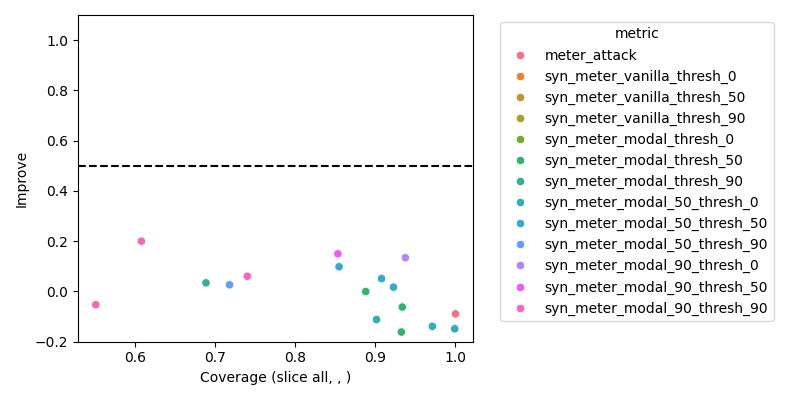 1.0
0.8
0.6
0.4
0.2
0.0
−0.2
Improve
0.6 0.7 0.8 0.9 1.0
Coverage (slice all, , )
metric
meter_attack
syn_meter_vanilla_thresh_0
syn_meter_vanilla_thresh_50
syn_meter_vanilla_thresh_90
syn_meter_modal_thresh_0
syn_meter_modal_thresh_50
syn_meter_modal_thresh_90
syn_meter_modal_50_thresh_0
syn_meter_modal_50_thresh_50
syn_meter_modal_50_thresh_90
syn_meter_modal_90_thresh_0
syn_meter_modal_90_thresh_50
syn_meter_modal_90_thresh_90